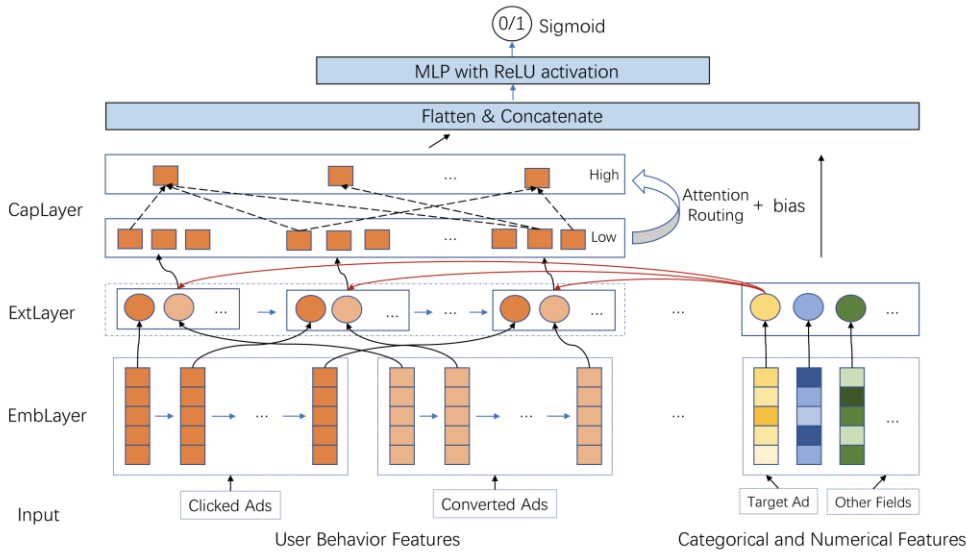 0/1 Sigmoid
MLP with ReLU activation
Flatten & Concatenate
...
High
CapLayer
Attention
Routing
+ bias
...
Low
ExtLayer
...
...
...
...
...
EmbLayer
...
...
...
...
Clicked Ads
Converted Ads
Target Ad
Other Fields
Input
User Behavior Features
Categorical and Numerical Features